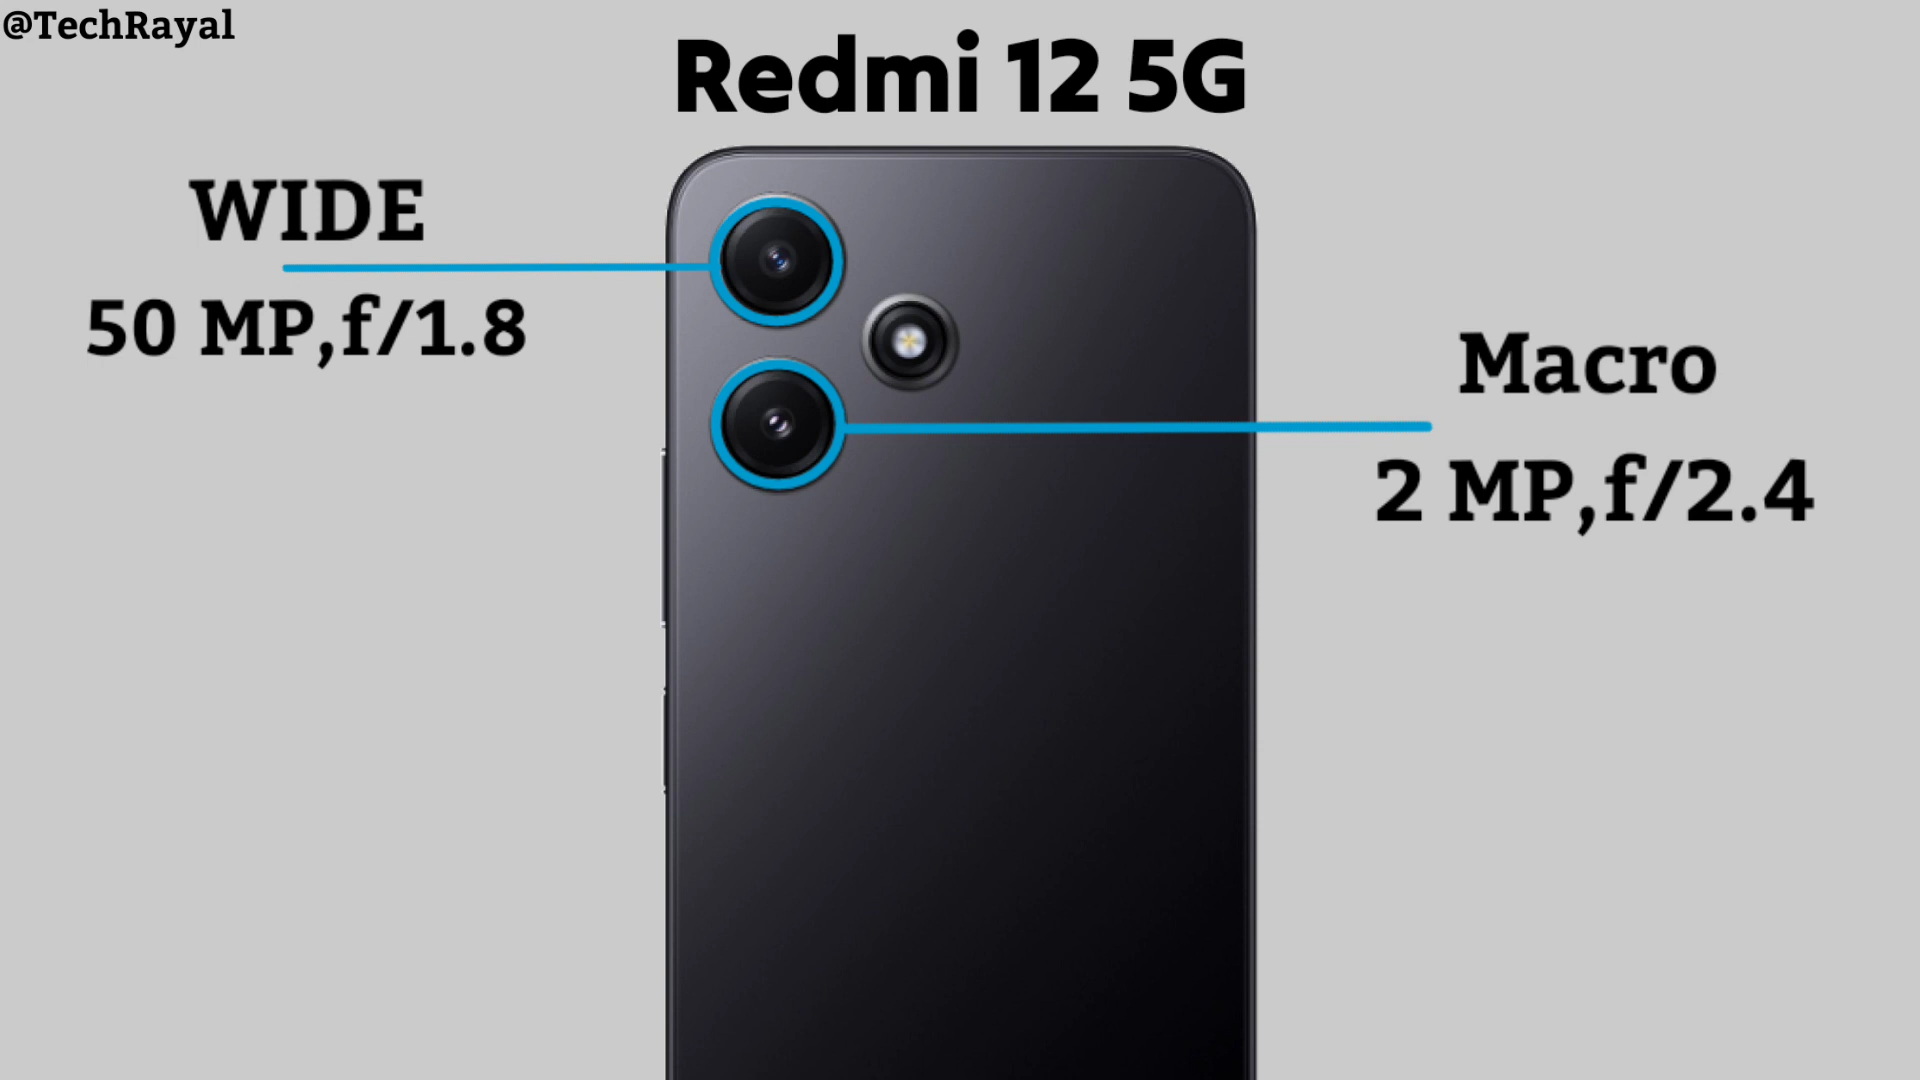 @TechRayal
Redmi 12 5G
WIDE
50 MP,f/1.8
Macro
2 MP,f/2.4